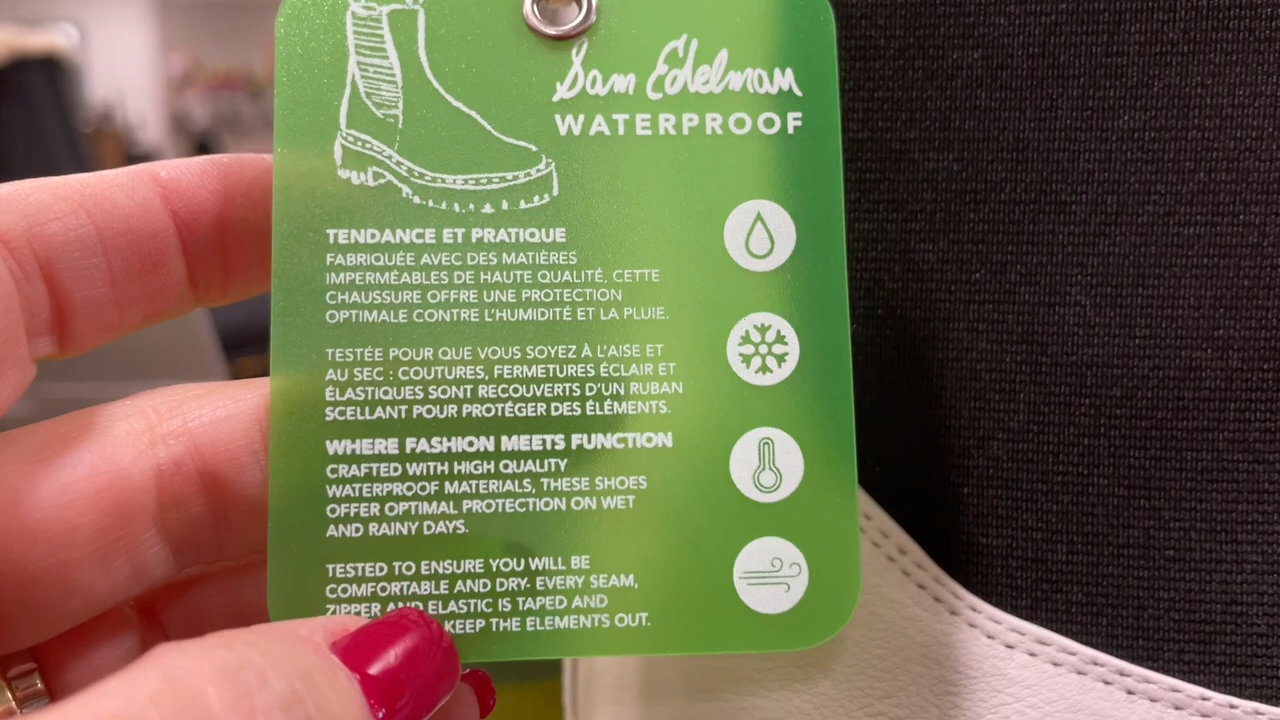 Sam Edelman
WATERPROOF
TENDANCE ET PRATIQUE
FABRIQUÉE AVEC DES MATIÈRES
IMPERMÉABLES DE HAUTE QUALITÉ, CETTE
CHAUSSURE OFFRE UNE PROTECTION
OPTIMALE CONTRE L'HUMIDITÉ ET LA PLUIE.
TESTÉE POUR QUE VOUS SOYEZ À L'AISE ET
AU SEC : COUTURES, FERMETURES ÉCLAIR ET
ÉLASTIQUES SONT RECOUVERTS D'UN RUBAN
SCELLANT POUR PROTÉGER DES ÉLÉMENTS.
WHERE FASHION MEETS FUNCTION
CRAFTED WITH HIGH QUALITY
WATERPROOF MATERIALS, THESE SHOES
OFFER OPTIMAL PROTECTION ON WET
AND RAINY DAYS.
TESTED TO ENSURE YOU WILL BE
COMFORTABLE AND DRY- EVERY SEAM,
ZIPPER AND ELASTIC IS TAPED AND
KEEP THE ELEMENTS OUT.